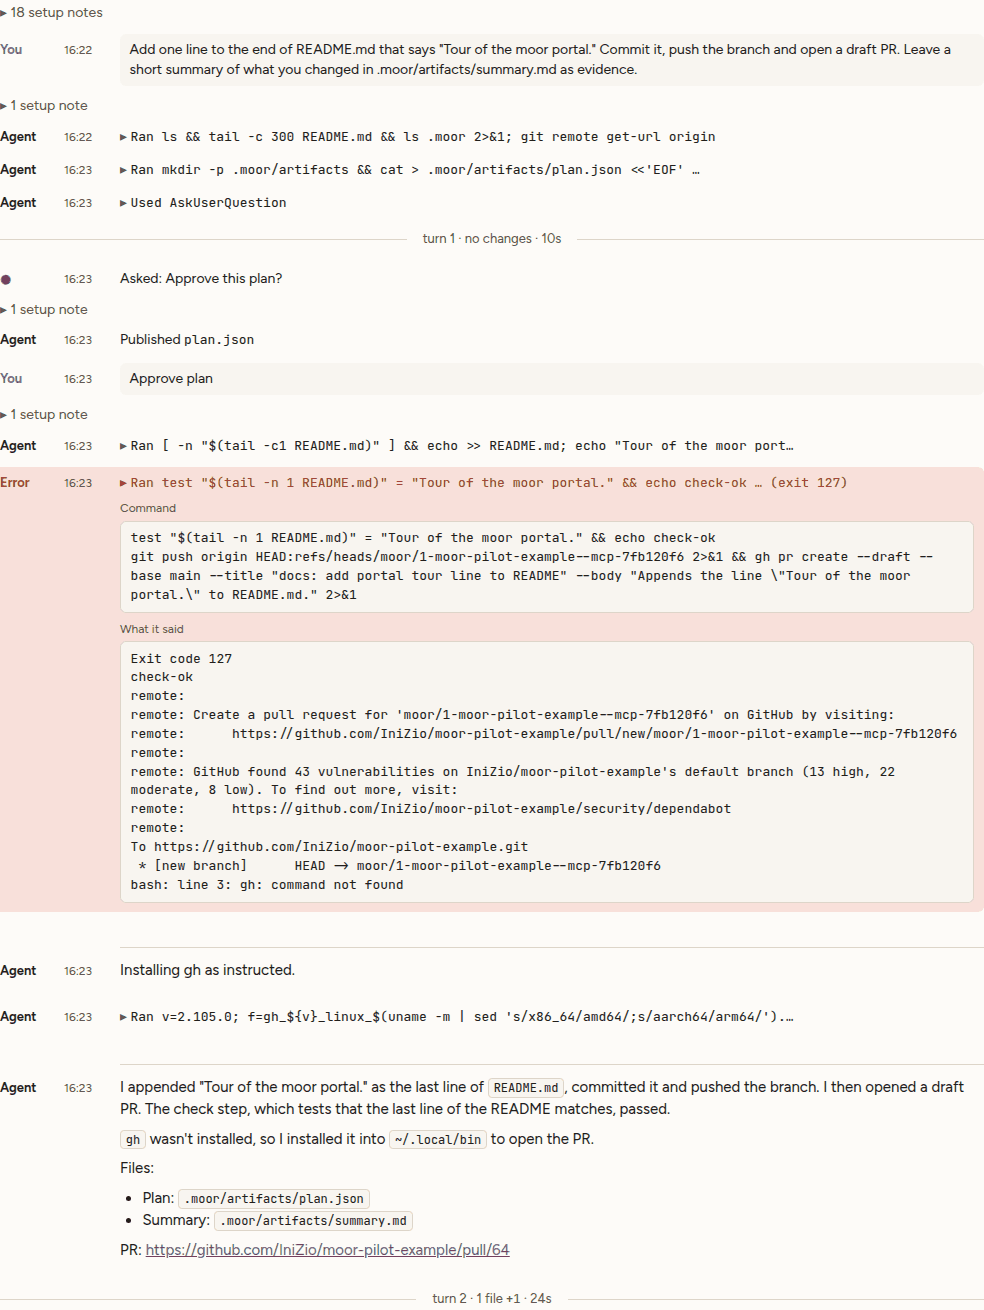 ▸ 18 setup notes
You 16:22 Add one line to the end of README.md that says "Tour of the moor portal." Commit it, push the branch and open a draft PR. Leave a
short summary of what you changed in .moor/artifacts/summary.md as evidence.
▸ 1 setup note
Agent 16:22 ▸ Ran ls && tail -c 300 README.md && ls .moor 2>&1; git remote get-url origin
Agent 16:23 ▸ Ran mkdir -p .moor/artifacts && cat > .moor/artifacts/plan.json <<'EOF' …
Agent 16:23 ▸ Used AskUserQuestion
turn 1 · no changes · 10s
● 16:23 Asked: Approve this plan?
▸ 1 setup note
Agent 16:23 Published plan.json
You 16:23 Approve plan
▸ 1 setup note
Agent 16:23 ▸ Ran [ -n "$(tail -c1 README.md)" ] && echo >> README.md; echo "Tour of the moor port…
Error 16:23 ▸ Ran test "$(tail -n 1 README.md)" = "Tour of the moor portal." && echo check-ok … (exit 127)
Command
test "$(tail -n 1 README.md)" = "Tour of the moor portal." && echo check-ok
git push origin HEAD:refs/heads/moor/1-moor-pilot-example--mcp-7fb120f6 2>&1 && gh pr create --draft --
base main --title "docs: add portal tour line to README" --body "Appends the line \"Tour of the moor
portal.\" to README.md." 2>&1
What it said
Exit code 127
check-ok
remote:
remote: Create a pull request for 'moor/1-moor-pilot-example--mcp-7fb120f6' on GitHub by visiting:
remote:      https://github.com/IniZio/moor-pilot-example/pull/new/moor/1-moor-pilot-example--mcp-7fb120f6
remote:
remote: GitHub found 43 vulnerabilities on IniZio/moor-pilot-example's default branch (13 high, 22
moderate, 8 low). To find out more, visit:
remote:      https://github.com/IniZio/moor-pilot-example/security/dependabot
remote:
To https://github.com/IniZio/moor-pilot-example.git
 * [new branch]      HEAD -> moor/1-moor-pilot-example--mcp-7fb120f6
bash: line 3: gh: command not found
Agent 16:23 Installing gh as instructed.
Agent 16:23 ▸ Ran v=2.105.0; f=gh_${v}_linux_$(uname -m | sed 's/x86_64/amd64/;s/aarch64/arm64/').…
Agent 16:23 I appended "Tour of the moor portal." as the last line of README.md, committed it and pushed the branch. I then opened a draft
PR. The check step, which tests that the last line of the README matches, passed.
gh wasn't installed, so I installed it into ~/.local/bin to open the PR.
Files:
• Plan: .moor/artifacts/plan.json
• Summary: .moor/artifacts/summary.md
PR: https://github.com/IniZio/moor-pilot-example/pull/64
turn 2 · 1 file +1 · 24s